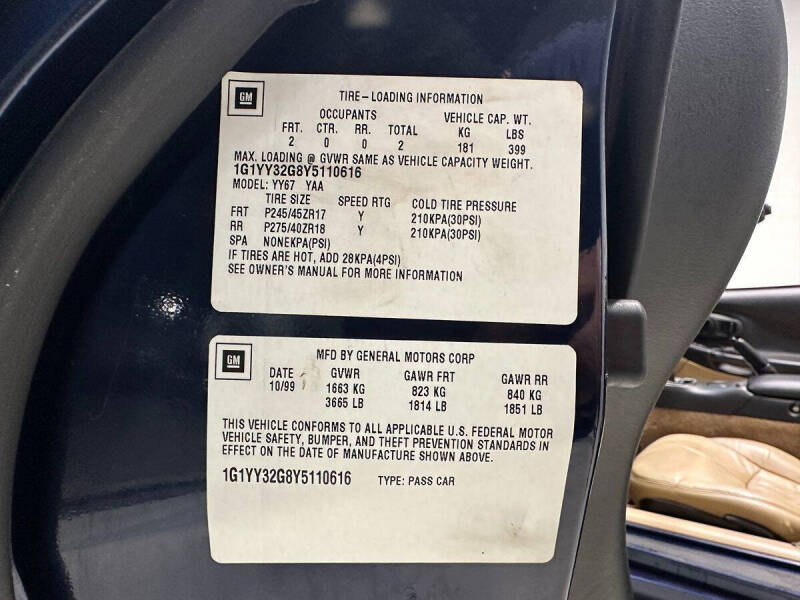 GM
TIRE-LOADING INFORMATION
OCCUPANTS VEHICLE CAP. WT.
FRT. CTR. RR. TOTAL KG LBS
2 0 0 2 181 399
MAX. LOADING @ GVWR SAME AS VEHICLE CAPACITY WEIGHT.
1G1YY32G8Y5110616
MODEL: YY67 YAA
TIRE SIZE SPEED RTG COLD TIRE PRESSURE
FRT P245/45ZR17 Y 210KPA(30PSI)
RR P275/40ZR18 Y 210KPA(30PSI)
SPA NONEKPA(PSI)
IF TIRES ARE HOT, ADD 28KPA(4PSI)
SEE OWNER'S MANUAL FOR MORE INFORMATION
GM
MFD BY GENERAL MOTORS CORP
DATE GVWR GAWR FRT GAWR RR
10/99 1663 KG 823 KG 840 KG
3665 LB 1814 LB 1851 LB
THIS VEHICLE CONFORMS TO ALL APPLICABLE U.S. FEDERAL MOTOR
VEHICLE SAFETY, BUMPER, AND THEFT PREVENTION STANDARDS IN
EFFECT ON THE DATE OF MANUFACTURE SHOWN ABOVE.
1G1YY32G8Y5110616 TYPE: PASS CAR